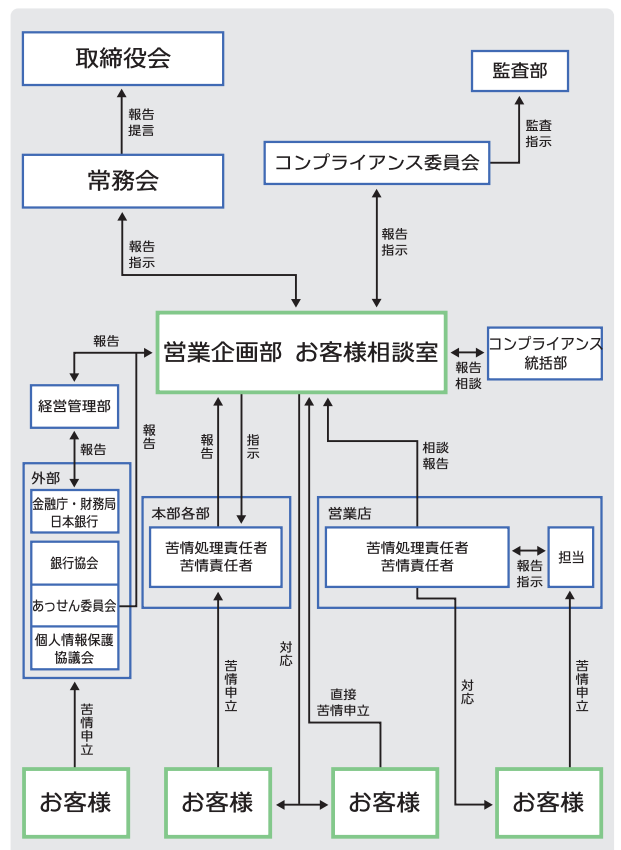 取締役会
監査部
報告
提言
監査
指示
常務会
コンプライアンス委員会
報告
指示
報告
指示
営業企画部 お客様相談室
コンプライアンス
統括部
報告
相談
報告
経営管理部
報告
報告
外部
金融庁・財務局
日本銀行
銀行協会
あっせん委員会
個人情報保護
協議会
報告
指示
相談
報告
本部各部
苦情処理責任者
苦情責任者
営業店
苦情処理責任者
苦情責任者
報告
指示
担当
苦情申立
苦情申立
対応
直接
苦情申立
対応
苦情申立
お客様
お客様
お客様
お客様